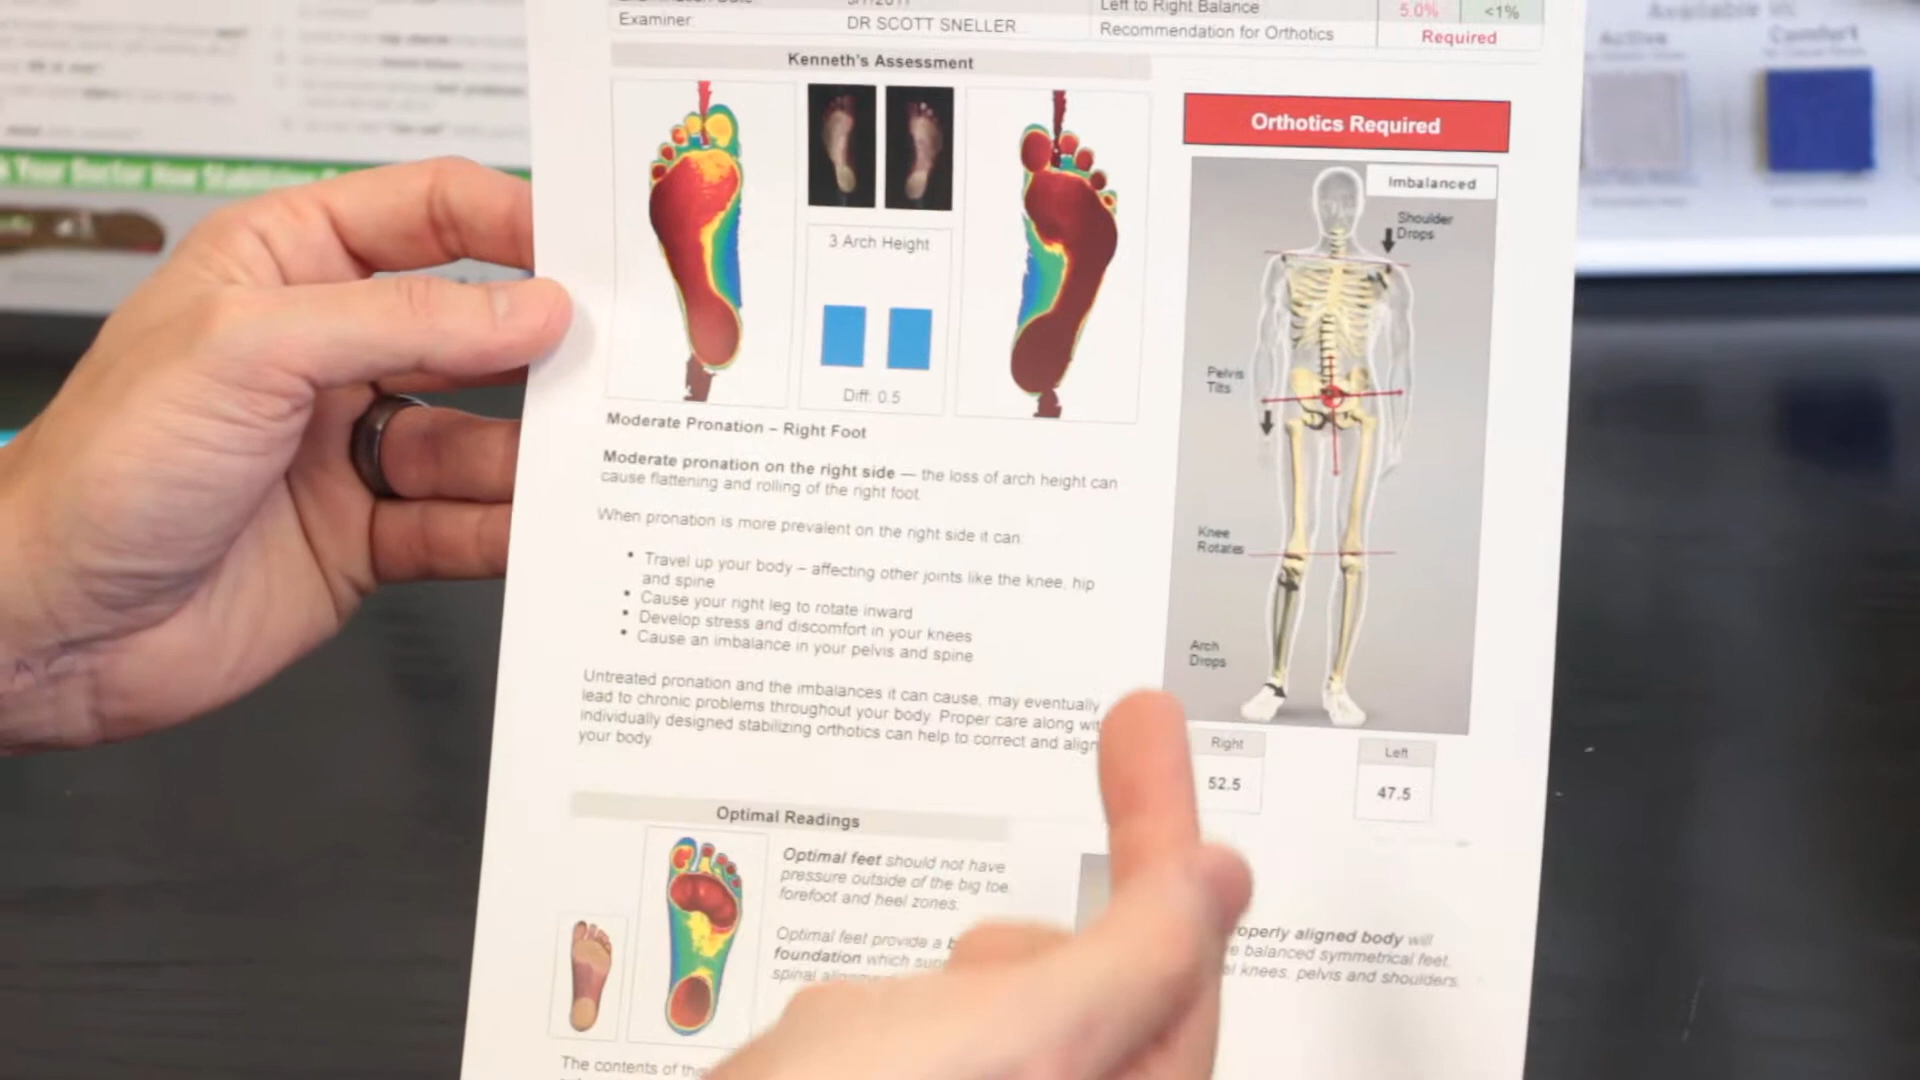 Left to Right Balance
5.0%
<1%
Examiner:
DR SCOTT SNELLER
Recommendation for Orthotics
Required
Kenneth's Assessment
Orthotics Required
Imbalanced
Shoulder
Drops
3 Arch Height
Pelvis
Tilts
Diff: 0.5
Moderate Pronation – Right Foot
Moderate pronation on the right side — the loss of arch height can
cause flattening and rolling of the right foot.
When pronation is more prevalent on the right side it can:
• Travel up your body – affecting other joints like the knee, hip
and spine
• Cause your right leg to rotate inward
• Develop stress and discomfort in your knees
• Cause an imbalance in your pelvis and spine
Knee
Rotates
Arch
Drops
Untreated pronation and the imbalances it can cause, may eventually
lead to chronic problems throughout your body. Proper care along wit
individually designed stabilizing orthotics can help to correct and align
your body.
Right
Left
52.5
47.5
Optimal Readings
Optimal feet should not have
pressure outside of the big toe,
forefoot and heel zones.
Optimal feet provide a b
foundation which sup
spinal
operly aligned body will
balanced symmetrical feet,
knees, pelvis and shoulders.
The contents of
Your Doctor How
Active
Comfort